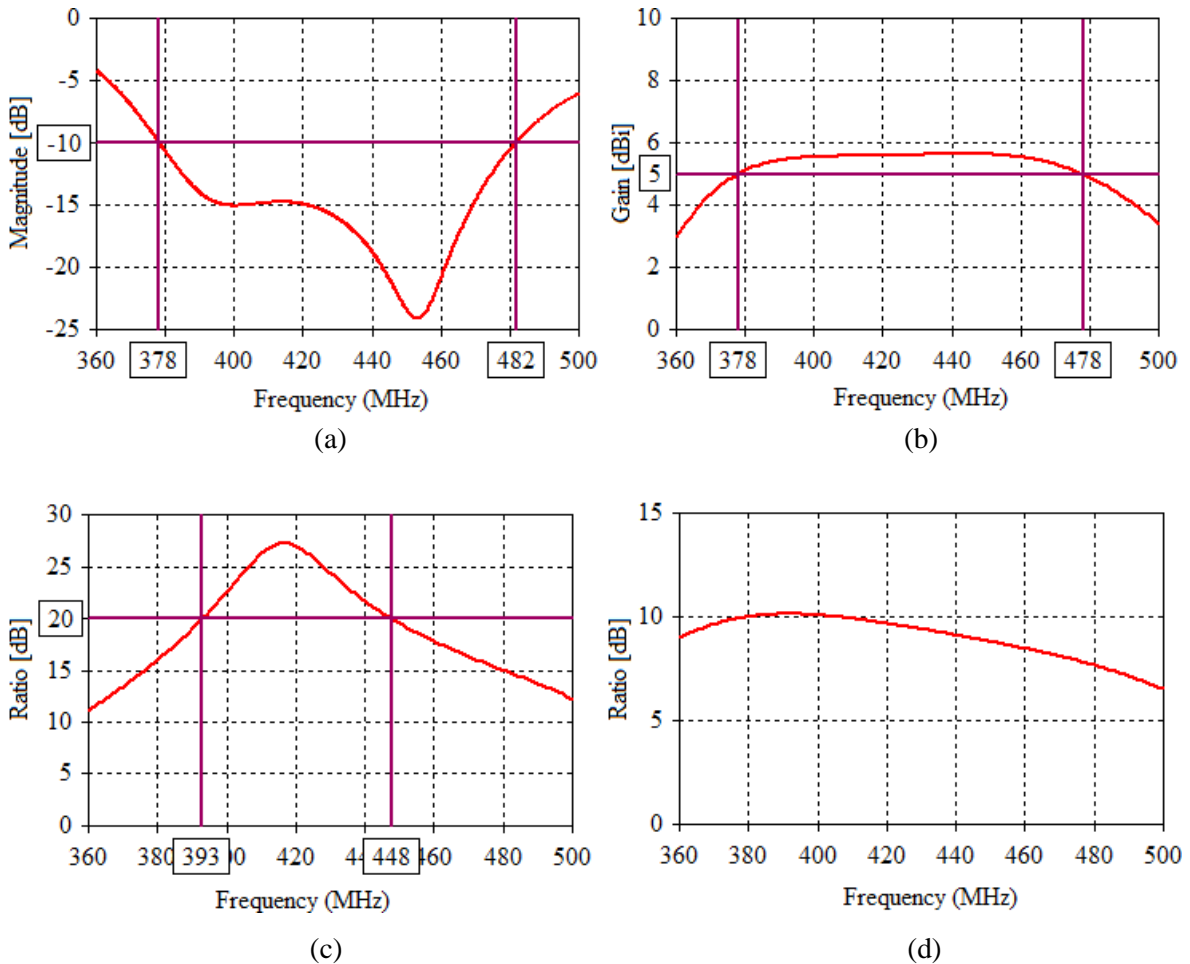 Magnitude [dB]
0
-5
-10
-15
-20
-25
360 378 400 420 440 460 482 500
Frequency (MHz)
(a)
Gain [dBi]
10
8
6
5
4
2
0
360 378 400 420 440 460 478 500
Frequency (MHz)
(b)
Ratio [dB]
30
25
20
15
10
5
0
360 380 393 420 448 460 480 500
Frequency (MHz)
(c)
Ratio [dB]
15
10
5
0
360 380 400 420 440 460 480 500
Frequency (MHz)
(d)